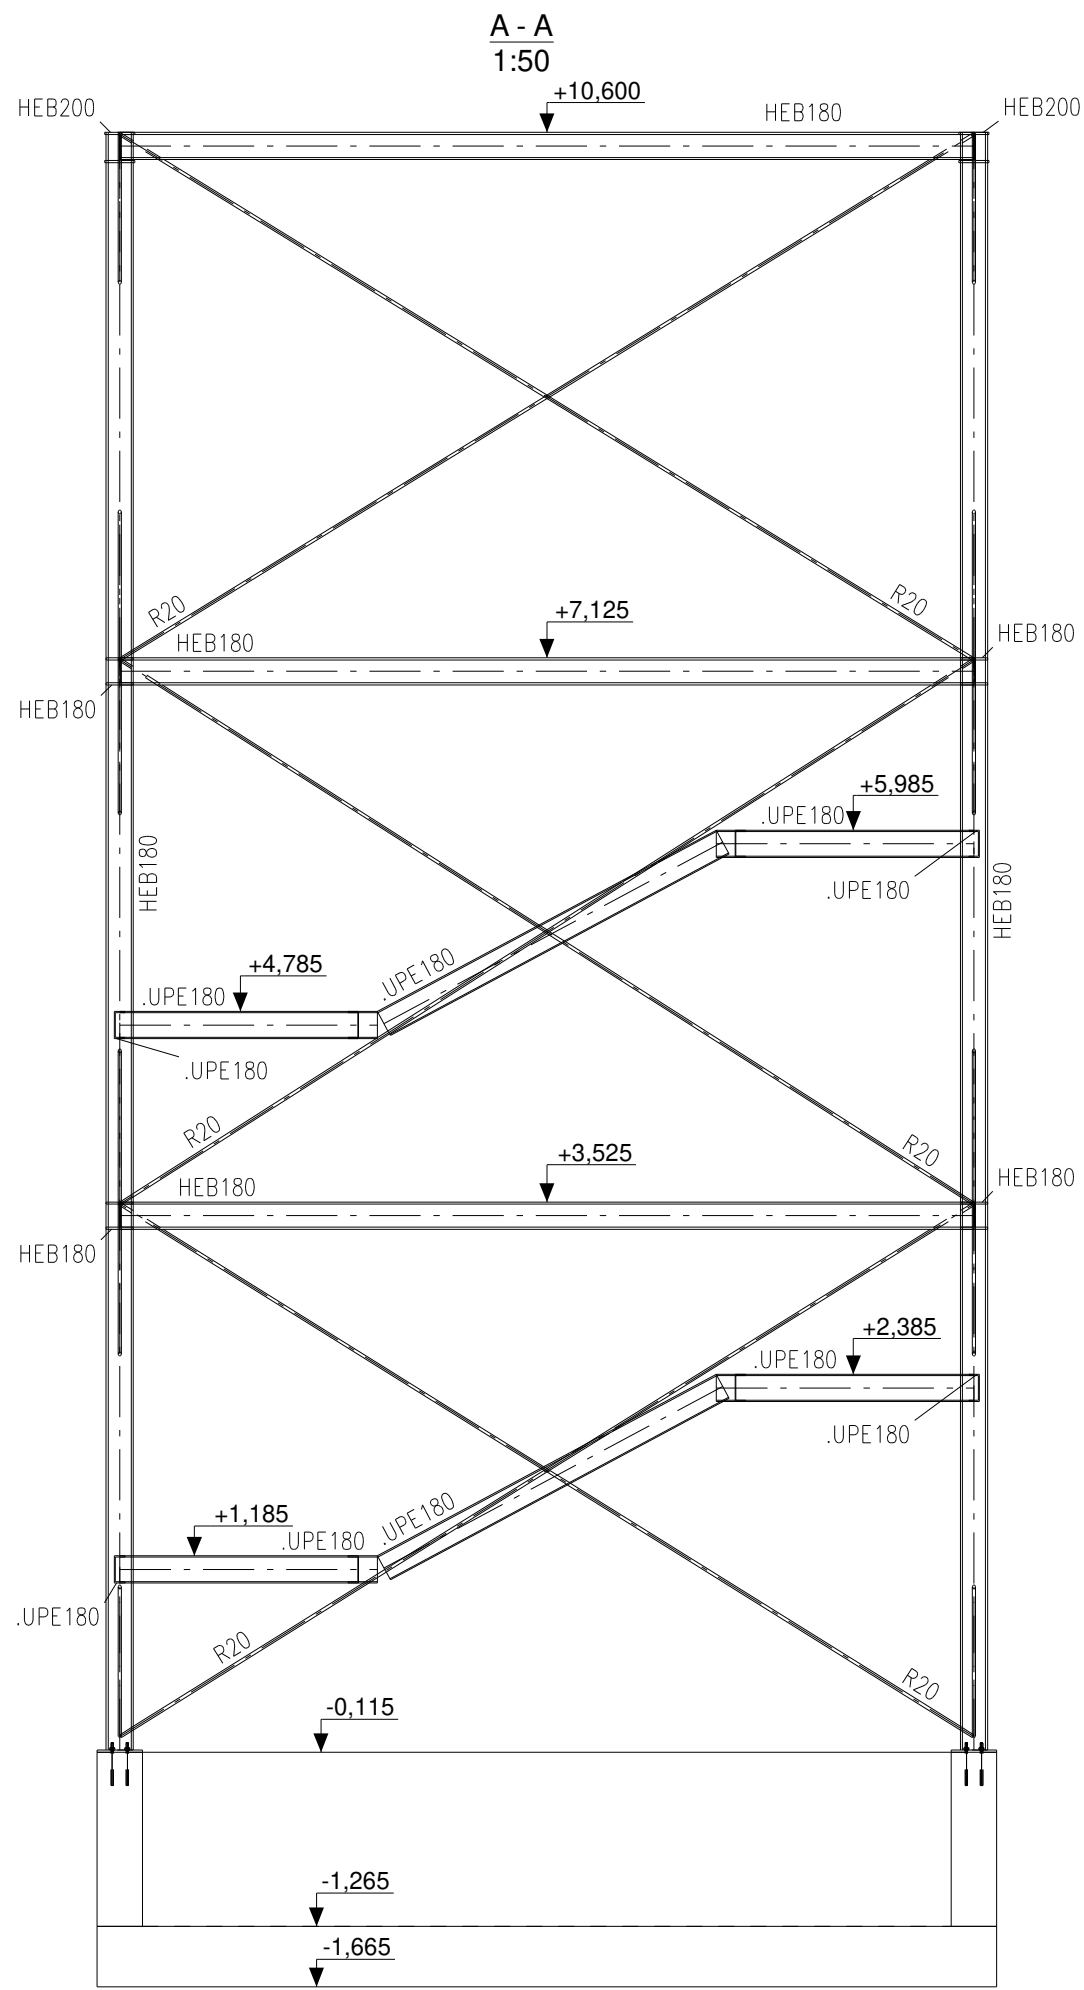 A - A
1:50
+10,600
HEB200
HEB180
HEB200
R20
R20
+7,125
HEB180
HEB180
HEB180
+5,985
.UPE180
HEB180
.UPE180
HEB180
+4,785
.UPE180
.UPE180
.UPE180
R20
R20
+3,525
HEB180
HEB180
HEB180
+2,385
.UPE180
.UPE180
+1,185
.UPE180
.UPE180
.UPE180
R20
R20
-0,115
-1,265
-1,665